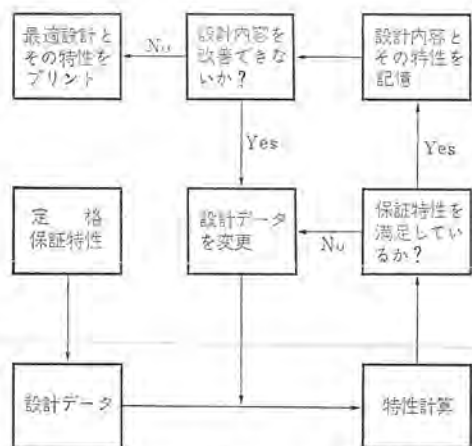 最適設計と
その特性を
プリント
No
設計内容を
改善できな
いか?
設計内容と
その特性を
記憶
Yes
Yes
定　格
保証特性
設計データ
を変更
No
保証特性を
満足してい
るか?
設計データ
特性計算